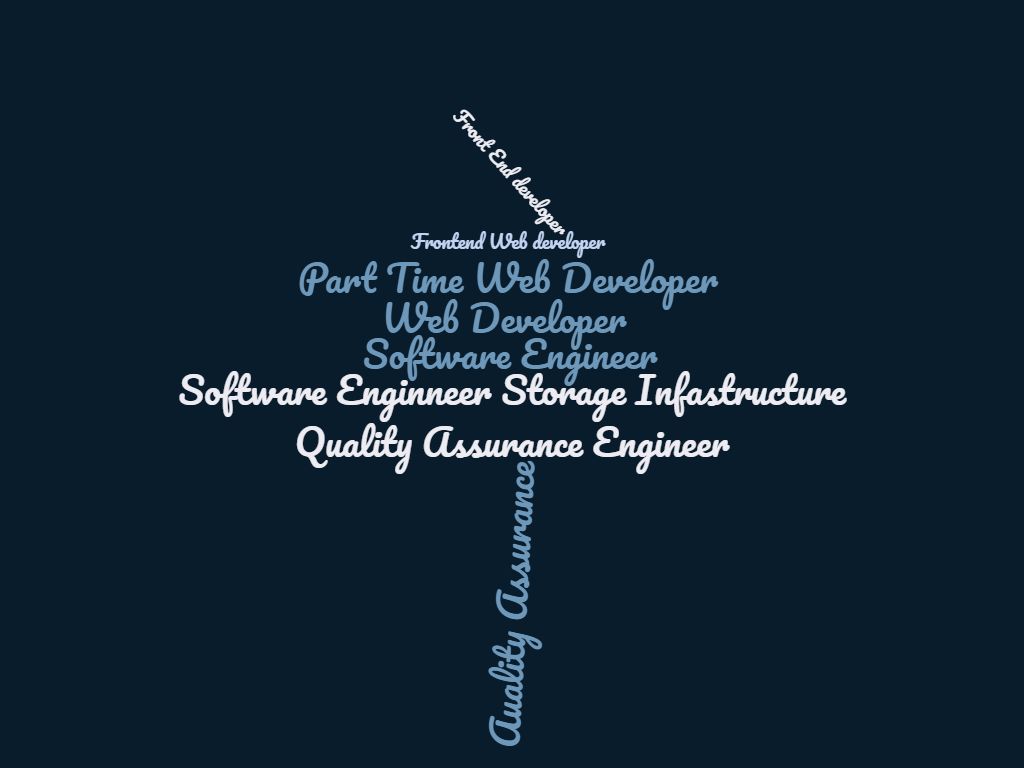 Front End developer
Frontend Web developer
Part Time Web Developer
Web Developer
Software Engineer
Software Enginneer Storage Infastructure
Quality Assurance Engineer
Auality Assurance